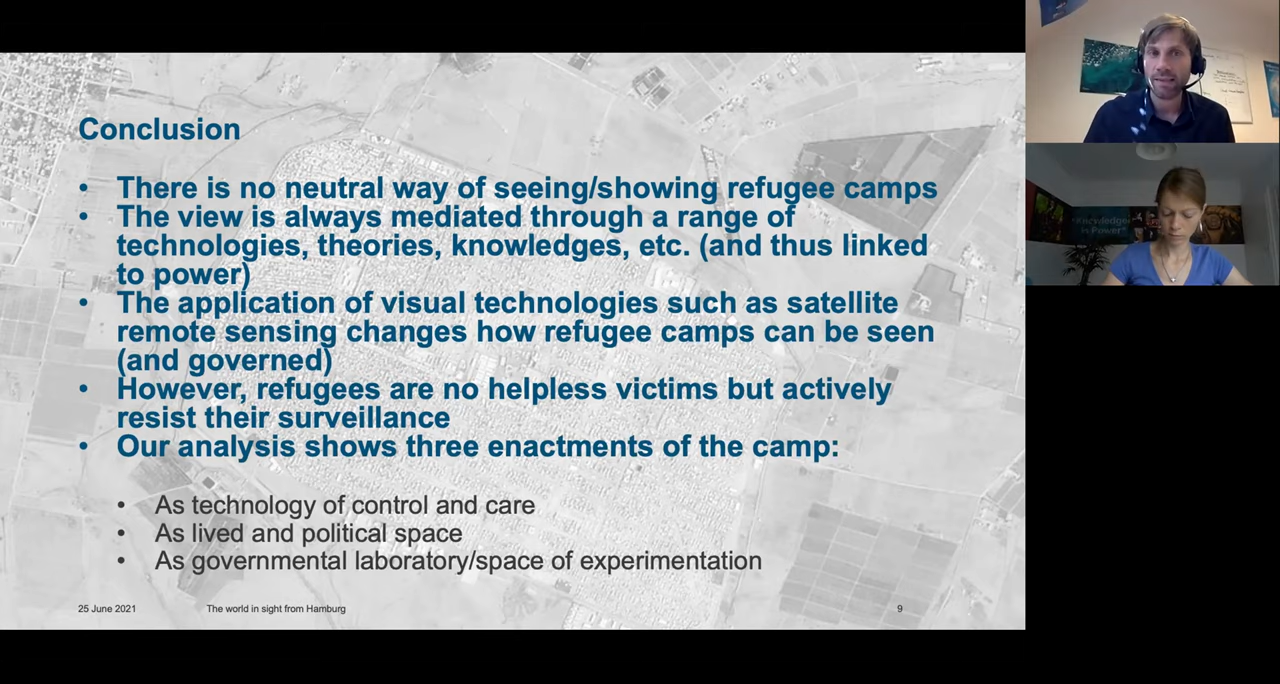 Conclusion
• There is no neutral way of seeing/showing refugee camps
• The view is always mediated through a range of
technologies, theories, knowledges, etc. (and thus linked
to power)
• The application of visual technologies such as satellite
remote sensing changes how refugee camps can be seen
(and governed)
• However, refugees are no helpless victims but actively
resist their surveillance
• Our analysis shows three enactments of the camp:
• As technology of control and care
• As lived and political space
• As governmental laboratory/space of experimentation
25 June 2021 The world in sight from Hamburg 9
"Knowledge
is Power"